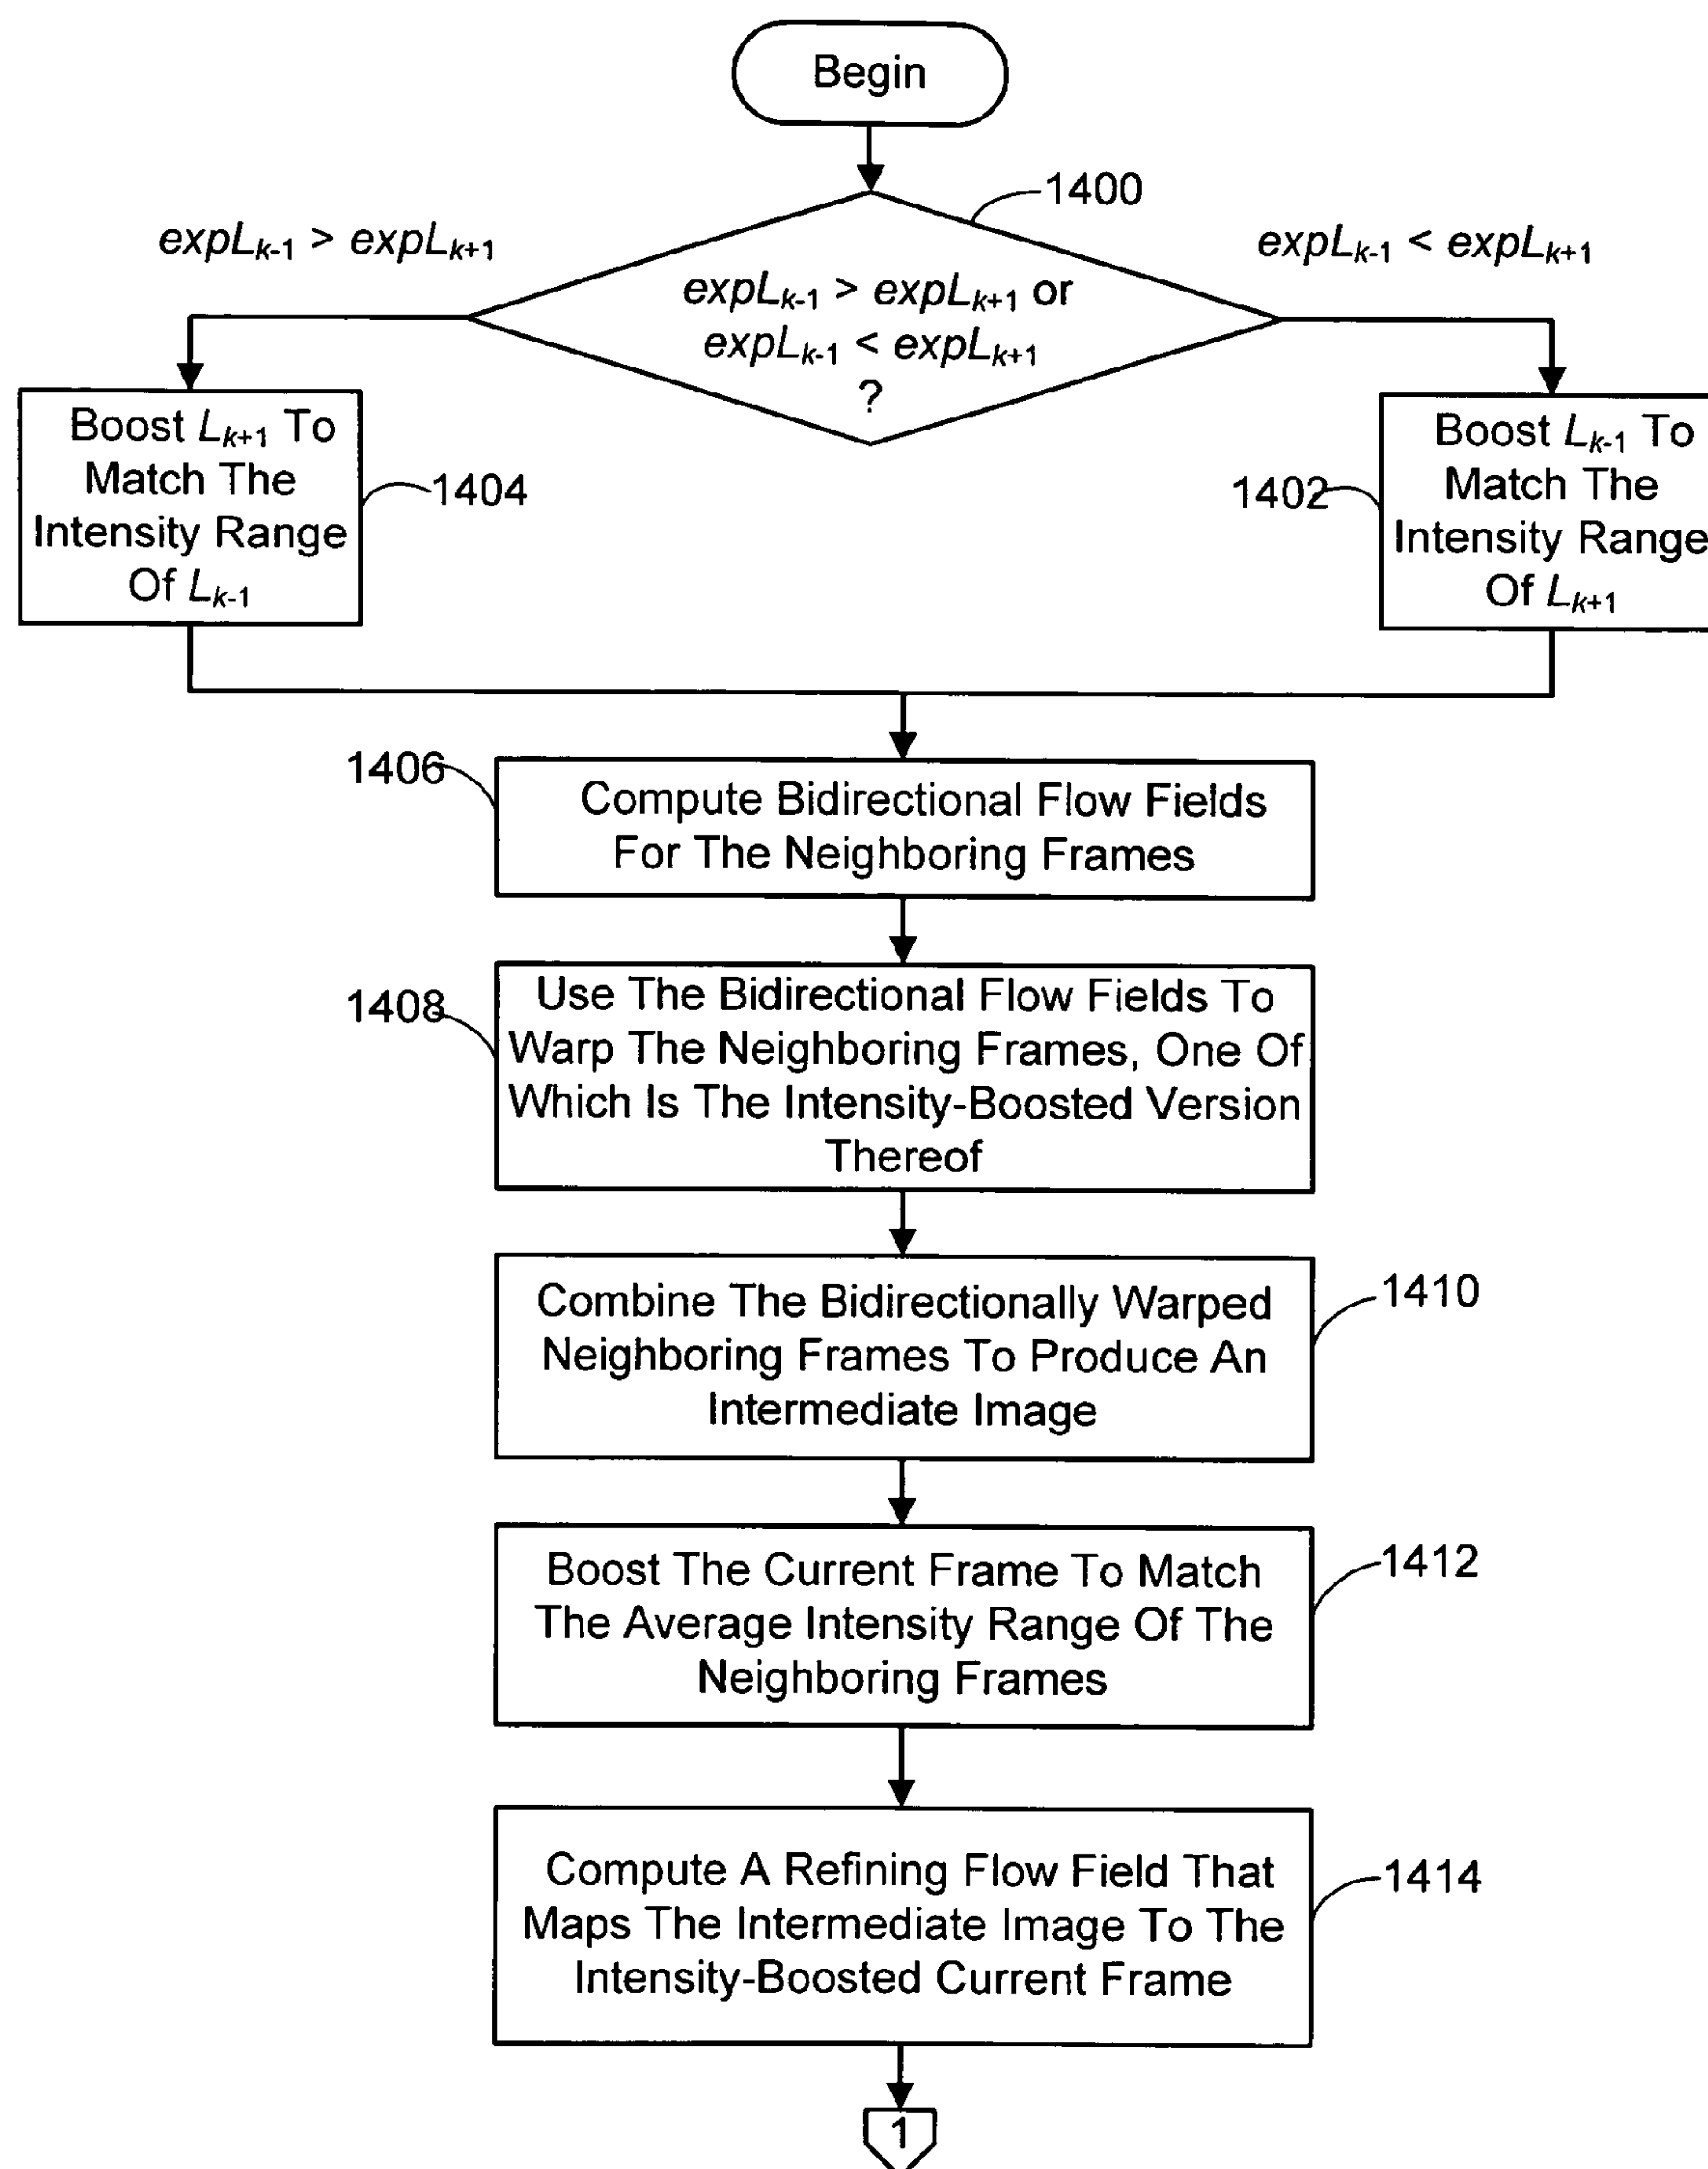 Begin
1400
expLk-1 > expLk+1
expLk-1 < expLk+1
expLk-1 > expLk+1 or
expLk-1 < expLk+1
?
Boost Lk+1 To
Match The
Intensity Range
Of Lk-1
1404
1402
Boost Lk-1 To
Match The
Intensity Range
Of Lk+1
1406
Compute Bidirectional Flow Fields
For The Neighboring Frames
1408
Use The Bidirectional Flow Fields To
Warp The Neighboring Frames, One Of
Which Is The Intensity-Boosted Version
Thereof
Combine The Bidirectionally Warped
Neighboring Frames To Produce An
Intermediate Image
1410
Boost The Current Frame To Match
The Average Intensity Range Of The
Neighboring Frames
1412
Compute A Refining Flow Field That
Maps The Intermediate Image To The
Intensity-Boosted Current Frame
1414
1